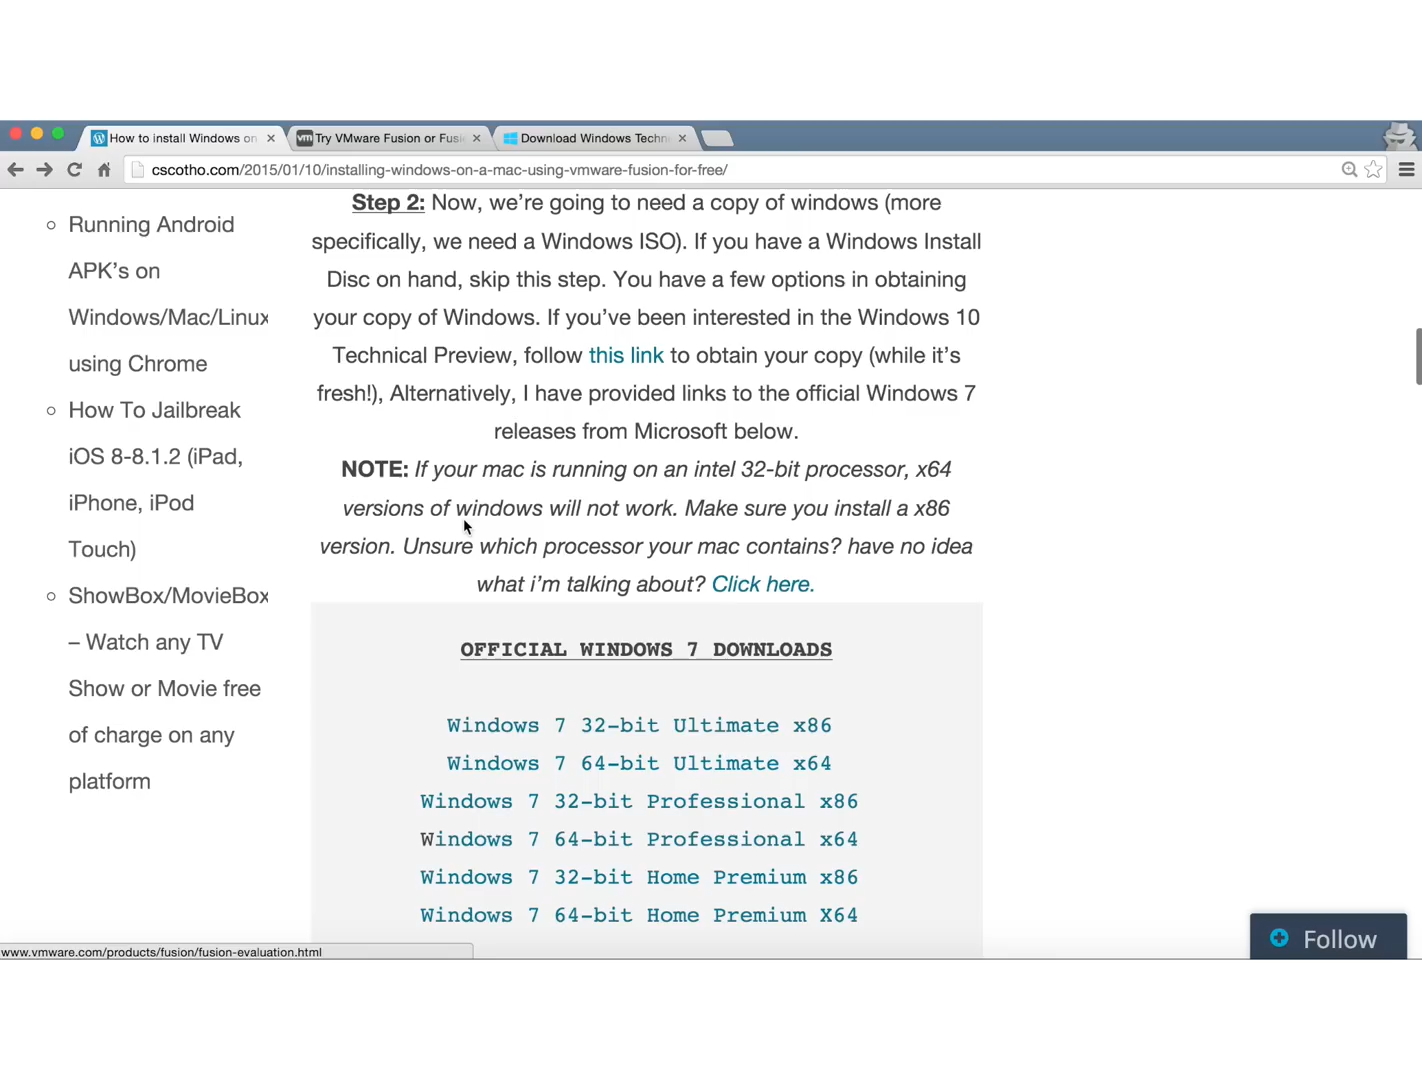 How to install Windows on
Try VMware Fusion or Fusi
Download Windows Techn
cscotho.com/2015/01/10/installing-windows-on-a-mac-using-vmware-fusion-for-free/
Running Android
APK's on
Windows/Mac/Linux
using Chrome
How To Jailbreak
iOS 8-8.1.2 (iPad,
iPhone, iPod
Touch)
ShowBox/MovieBox
– Watch any TV
Show or Movie free
of charge on any
platform
Step 2: Now, we're going to need a copy of windows (more
specifically, we need a Windows ISO). If you have a Windows Install
Disc on hand, skip this step. You have a few options in obtaining
your copy of Windows. If you've been interested in the Windows 10
Technical Preview, follow this link to obtain your copy (while it's
fresh!), Alternatively, I have provided links to the official Windows 7
releases from Microsoft below.
NOTE: If your mac is running on an intel 32-bit processor, x64
versions of windows will not work. Make sure you install a x86
version. Unsure which processor your mac contains? have no idea
what i'm talking about? Click here.
OFFICIAL WINDOWS 7 DOWNLOADS
Windows 7 32-bit Ultimate x86
Windows 7 64-bit Ultimate x64
Windows 7 32-bit Professional x86
Windows 7 64-bit Professional x64
Windows 7 32-bit Home Premium x86
Windows 7 64-bit Home Premium X64
Follow
www.vmware.com/products/fusion/fusion-evaluation.html